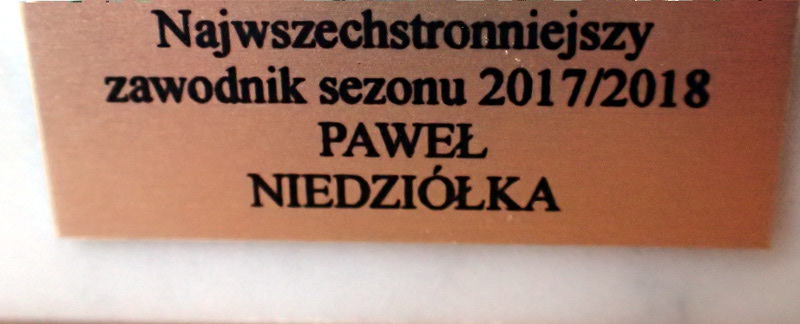 Najwszechstronniejszy
zawodnik sezonu 2017/2018
PAWEŁ
NIEDZIÓŁKA